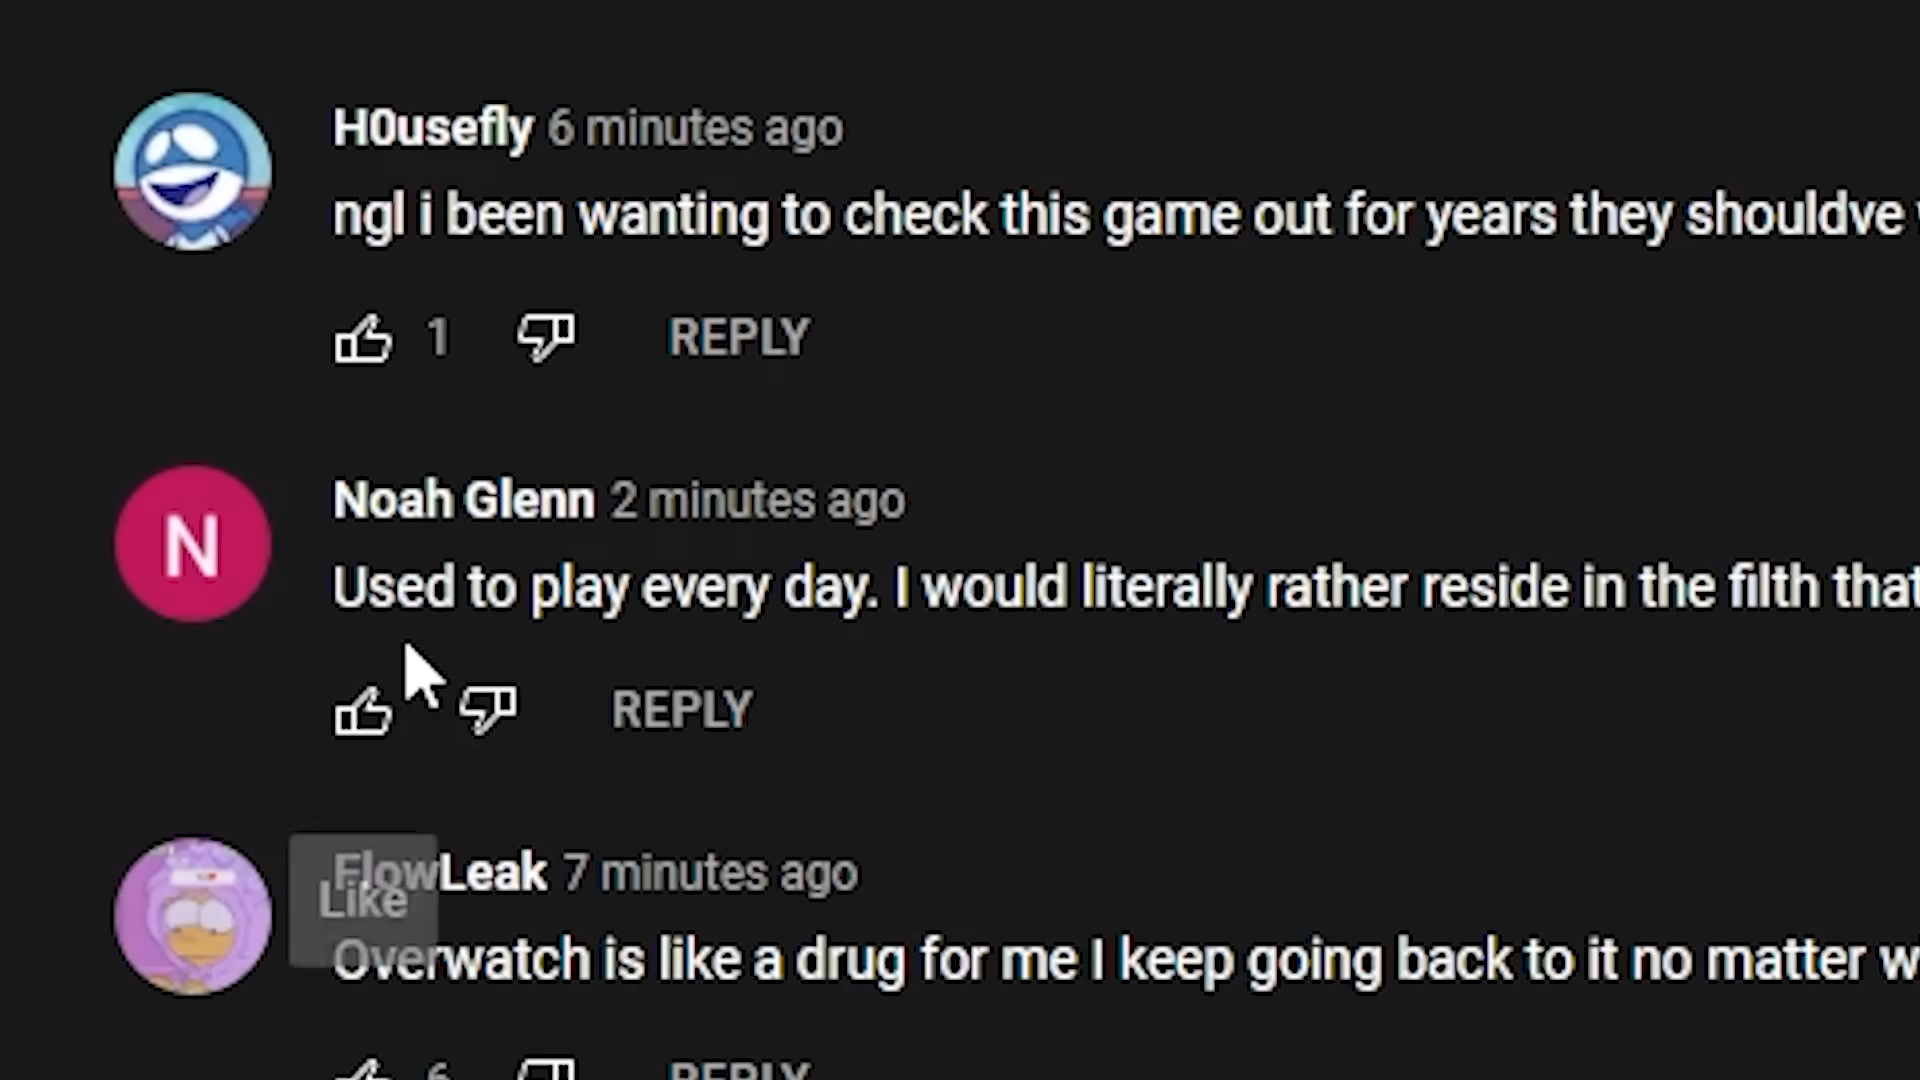 H0usefly 6 minutes ago
ngl i been wanting to check this game out for years they shouldve
1 REPLY
N
Noah Glenn 2 minutes ago
Used to play every day. I would literally rather reside in the filth that
REPLY
FlowLeak 7 minutes ago
Like
Overwatch is like a drug for me I keep going back to it no matter w
6 REPLY